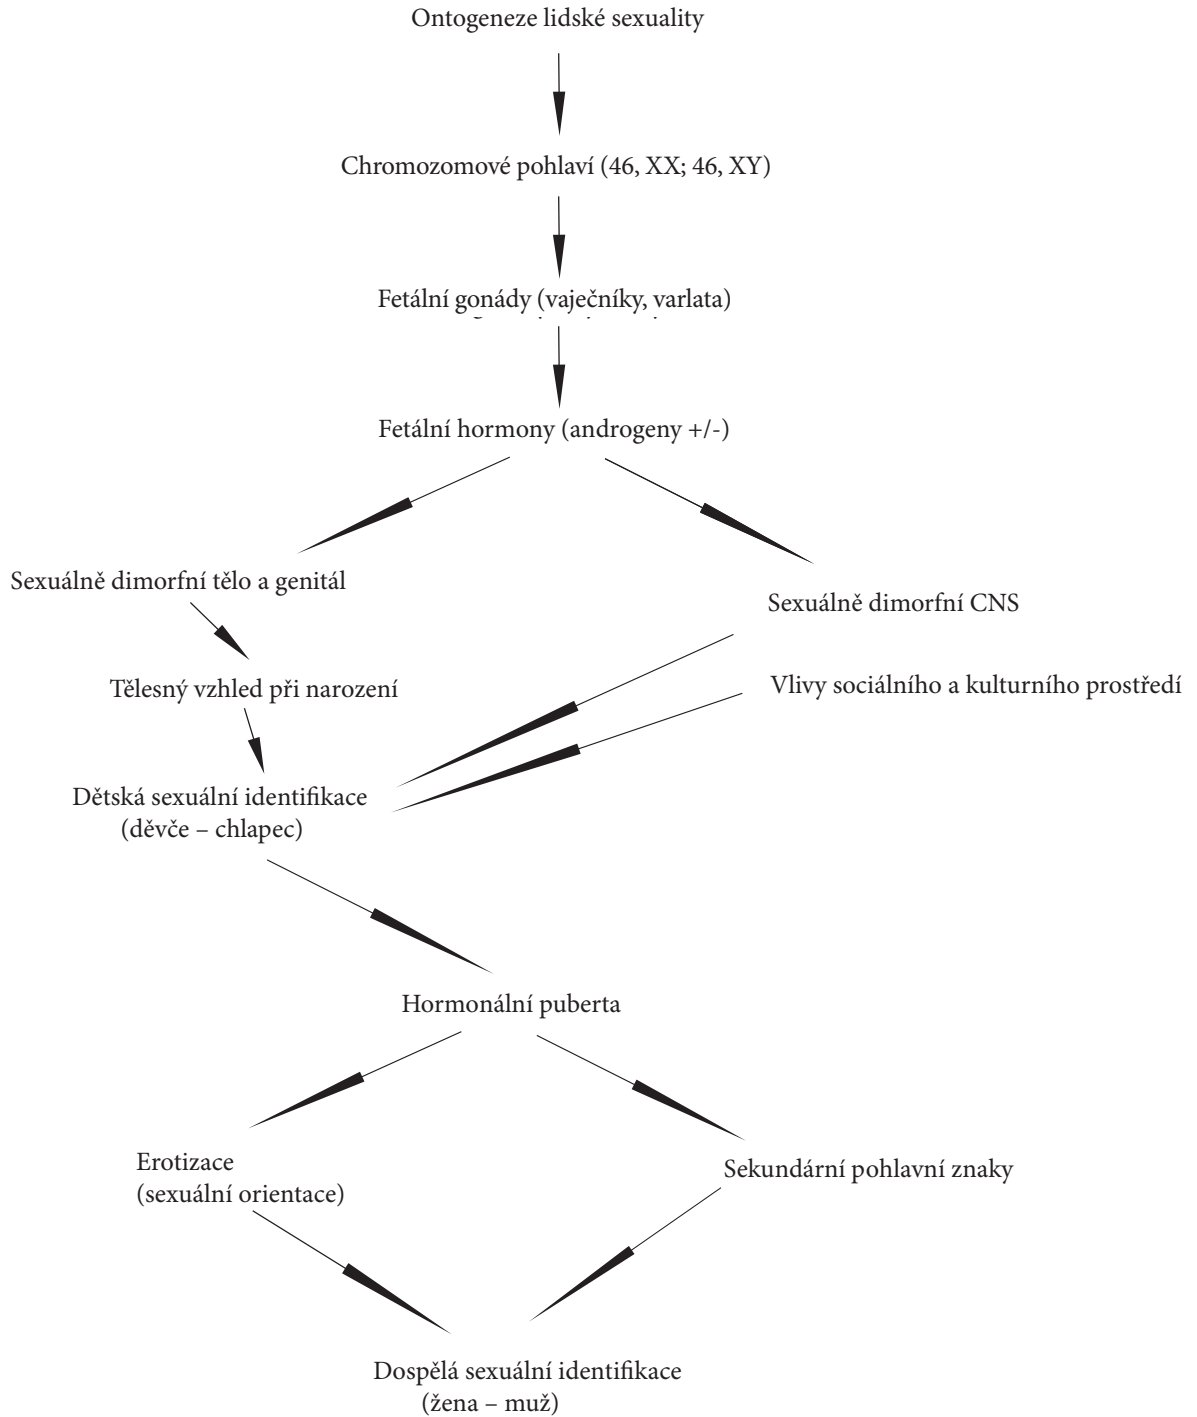 Ontogeneze lidské sexuality
Chromozomové pohlaví (46, XX; 46, XY)
Fetální gonády (vaječníky, varlata)
Fetální hormony (androgeny +/-)
Sexuálně dimorfní tělo a genitál
Sexuálně dimorfní CNS
Tělesný vzhled při narození
Vlivy sociálního a kulturního prostředí
Dětská sexuální identifikace
(děvče – chlapec)
Hormonální puberta
Erotizace
(sexuální orientace)
Sekundární pohlavní znaky
Dospělá sexuální identifikace
(žena – muž)